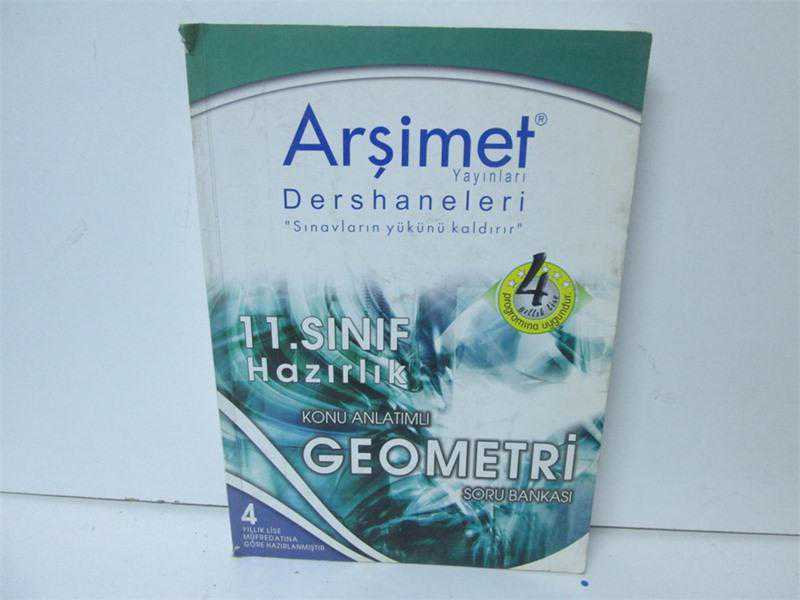 Arşimet®
Yayınları
Dershaneleri
"Sınavların yükünü kaldırır"
4
yıllık lise
programına uygundur.
11.SINIF
Hazırlık
KONU ANLATIMLI
GEOMETRİ
SORU BANKASI
4
YILLIK LİSE
MÜFREDATINA
GÖRE HAZIRLANMIŞTIR